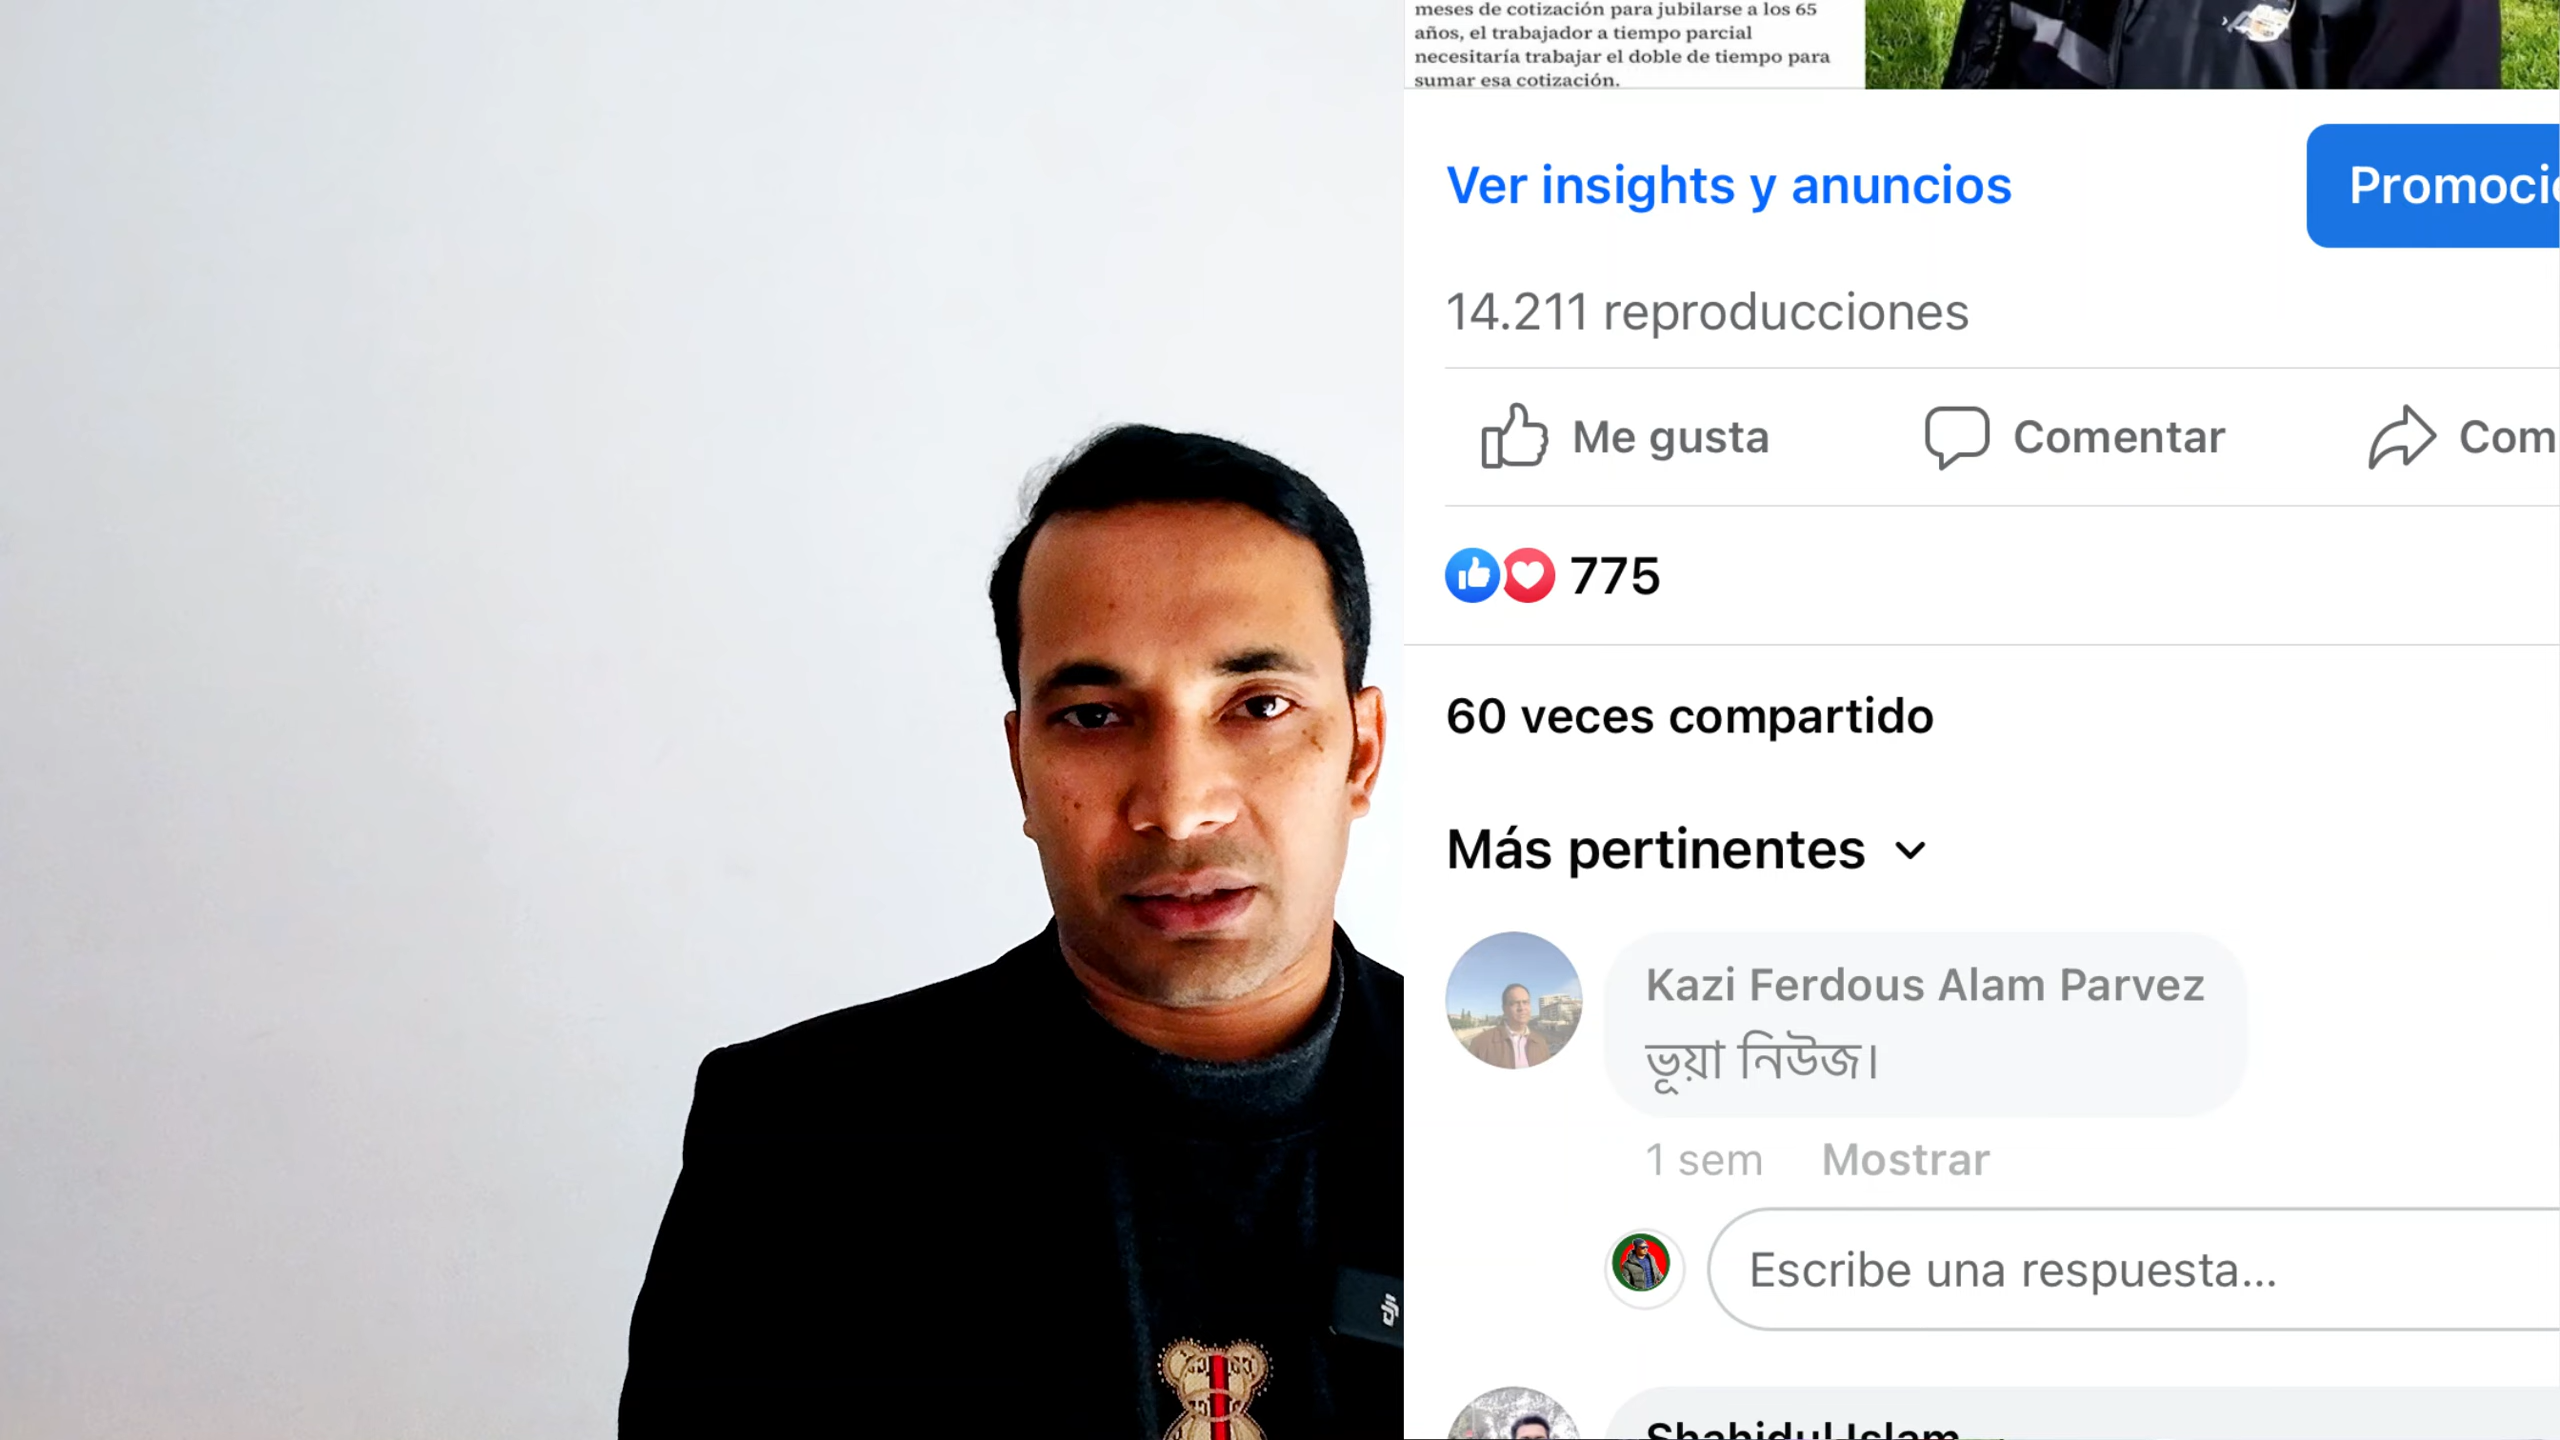 meses de cotización para jubilarse a los 65
años, el trabajador a tiempo parcial
necesitaría trabajar el doble de tiempo para
sumar esa cotización.
Ver insights y anuncios
14.211 reproducciones
Me gusta
Comentar
775
60 veces compartido
Más pertinentes
Kazi Ferdous Alam Parvez
ভূয়া নিউজ।
1 sem Mostrar
Escribe una respuesta...
Shahidul Islam